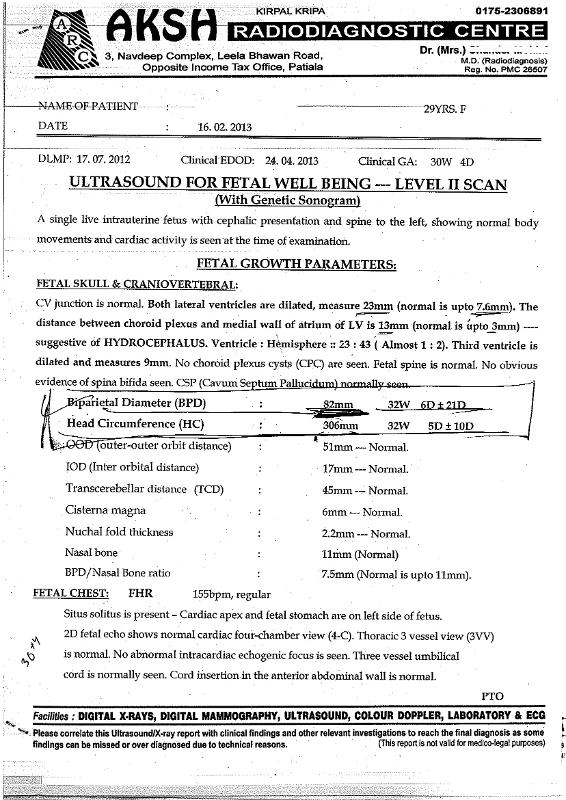 KIRPAL KRIPA
0175-2306891
ARC
AKSH
RADIODIAGNOSTIC CENTRE
3, Navdeep Complex, Leela Bhawan Road,
Opposite Income Tax Office, Patiala
Dr. (Mrs.)
M.D. (Radiodiagnosis)
Reg. No. PMC 26507
NAME OF PATIENT : 29YRS. F
DATE : 16. 02. 2013
DLMP: 17. 07. 2012 Clinical EDOD: 24. 04. 2013 Clinical GA: 30W 4D
ULTRASOUND FOR FETAL WELL BEING --- LEVEL II SCAN
(With Genetic Sonogram)
A single live intrauterine fetus with cephalic presentation and spine to the left, showing normal body
movements and cardiac activity is seen at the time of examination.
FETAL GROWTH PARAMETERS:
FETAL SKULL & CRANIOVERTEBRAL:
CV junction is normal. Both lateral ventricles are dilated, measure 23mm (normal is upto 7.6mm). The
distance between choroid plexus and medial wall of atrium of LV is 13mm (normal is upto 3mm) ----
suggestive of HYDROCEPHALUS. Ventricle : Hemisphere :: 23 : 43 ( Almost 1 : 2). Third ventricle is
dilated and measures 9mm. No choroid plexus cysts (CPC) are seen. Fetal spine is normal. No obvious
evidence of spina bifida seen. CSP (Cavum Septum Pallucidum) normally seen.
Biparietal Diameter (BPD) : 82mm 32W 6D ± 21D
Head Circumference (HC) : 306mm 32W 5D ± 10D
OOD (outer-outer orbit distance) : 51mm --- Normal.
IOD (Inter orbital distance) : 17mm --- Normal.
Transcerebellar distance (TCD) : 45mm --- Normal.
Cisterna magna : 6mm --- Normal.
Nuchal fold thickness : 2.2mm --- Normal.
Nasal bone : 11mm (Normal)
BPD/Nasal Bone ratio : 7.5mm (Normal is upto 11mm).
FETAL CHEST: FHR 155bpm, regular
Situs solitus is present – Cardiac apex and fetal stomach are on left side of fetus.
2D fetal echo shows normal cardiac four-chamber view (4-C). Thoracic 3 vessel view (3VV)
is normal. No abnormal intracardiac echogenic focus is seen. Three vessel umbilical
cord is normally seen. Cord insertion in the anterior abdominal wall is normal.
PTO
Facilities : DIGITAL X-RAYS, DIGITAL MAMMOGRAPHY, ULTRASOUND, COLOUR DOPPLER, LABORATORY & ECG
Please correlate this Ultrasound/X-ray report with clinical findings and other relevant investigations to reach the final diagnosis as some
findings can be missed or over diagnosed due to technical reasons. (This report is not valid for medico-legal purposes)